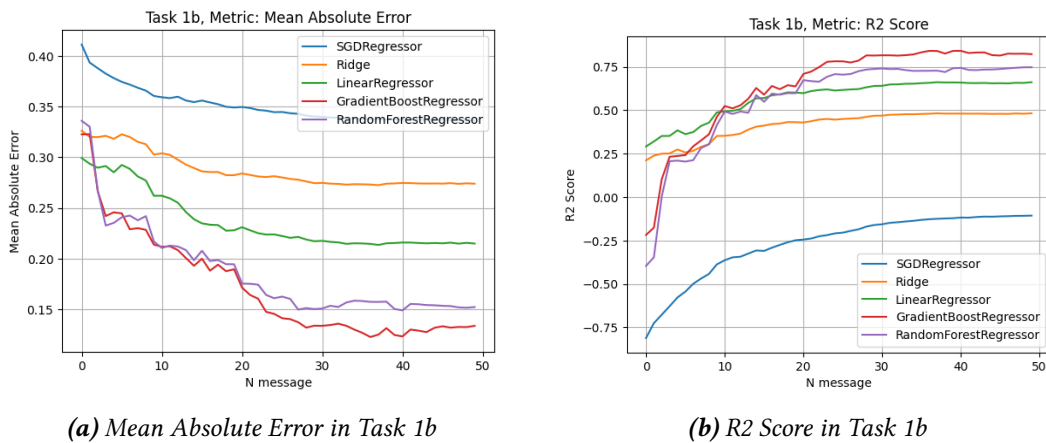 Task 1b, Metric: Mean Absolute Error
0.40
0.35
0.30
0.25
0.20
0.15
Mean Absolute Error
SGDRegressor
Ridge
LinearRegressor
GradientBoostRegressor
RandomForestRegressor
0
10
20
30
40
50
N message
(a) Mean Absolute Error in Task 1b
Task 1b, Metric: R2 Score
0.75
0.50
0.25
0.00
−0.25
−0.50
−0.75
R2 Score
SGDRegressor
Ridge
LinearRegressor
GradientBoostRegressor
RandomForestRegressor
0
10
20
30
40
50
N message
(b) R2 Score in Task 1b